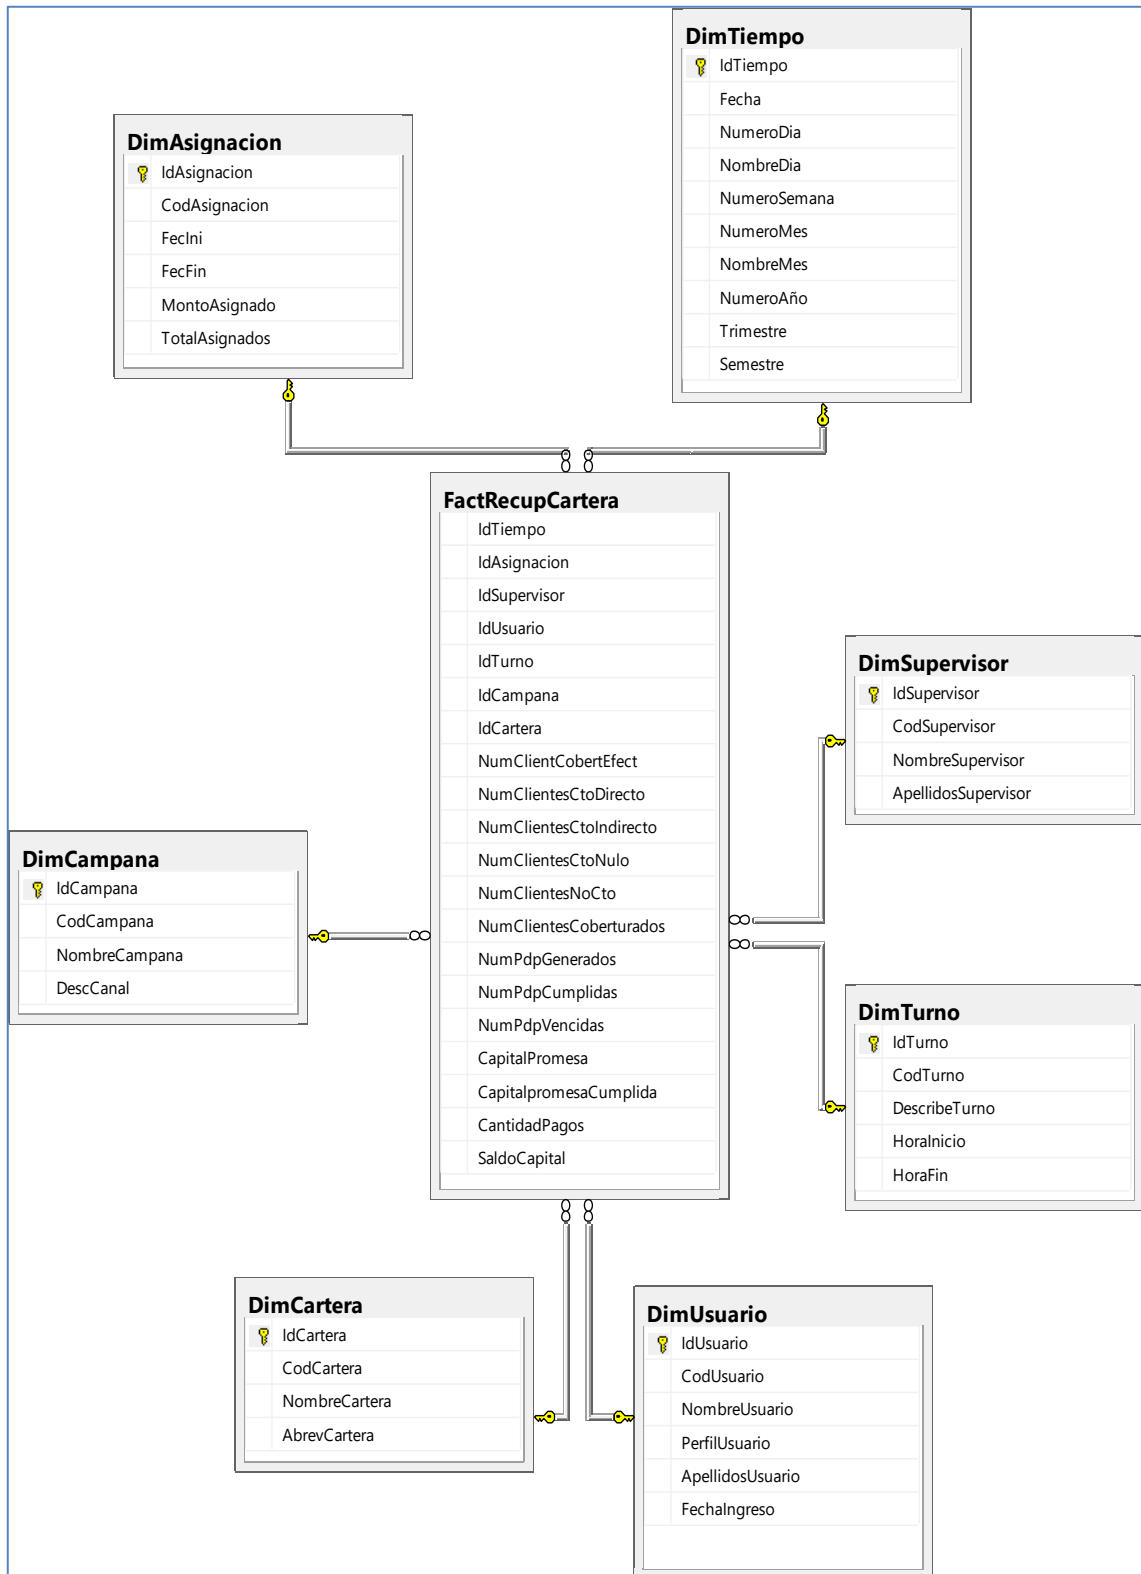 DimTiempo
IdTiempo
Fecha
NumeroDia
NombreDia
NumeroSemana
NumeroMes
NombreMes
NumeroAño
Trimestre
Semestre
DimAsignacion
IdAsignacion
CodAsignacion
FecIni
FecFin
MontoAsignado
TotalAsignados
FactRecupCartera
IdTiempo
IdAsignacion
IdSupervisor
IdUsuario
IdTurno
IdCampana
IdCartera
NumClientCobertEfect
NumClientesCtoDirecto
NumClientesCtoIndirecto
NumClientesCtoNulo
NumClientesNoCto
NumClientesCoberturados
NumPdpGenerados
NumPdpCumplidas
NumPdpVencidas
CapitalPromesa
CapitalpromesaCumplida
CantidadPagos
SaldoCapital
DimSupervisor
IdSupervisor
CodSupervisor
NombreSupervisor
ApellidosSupervisor
DimCampana
IdCampana
CodCampana
NombreCampana
DescCanal
DimTurno
IdTurno
CodTurno
DescribeTurno
HoraInicio
HoraFin
DimCartera
IdCartera
CodCartera
NombreCartera
AbrevCartera
DimUsuario
IdUsuario
CodUsuario
NombreUsuario
PerfilUsuario
ApellidosUsuario
FechaIngreso